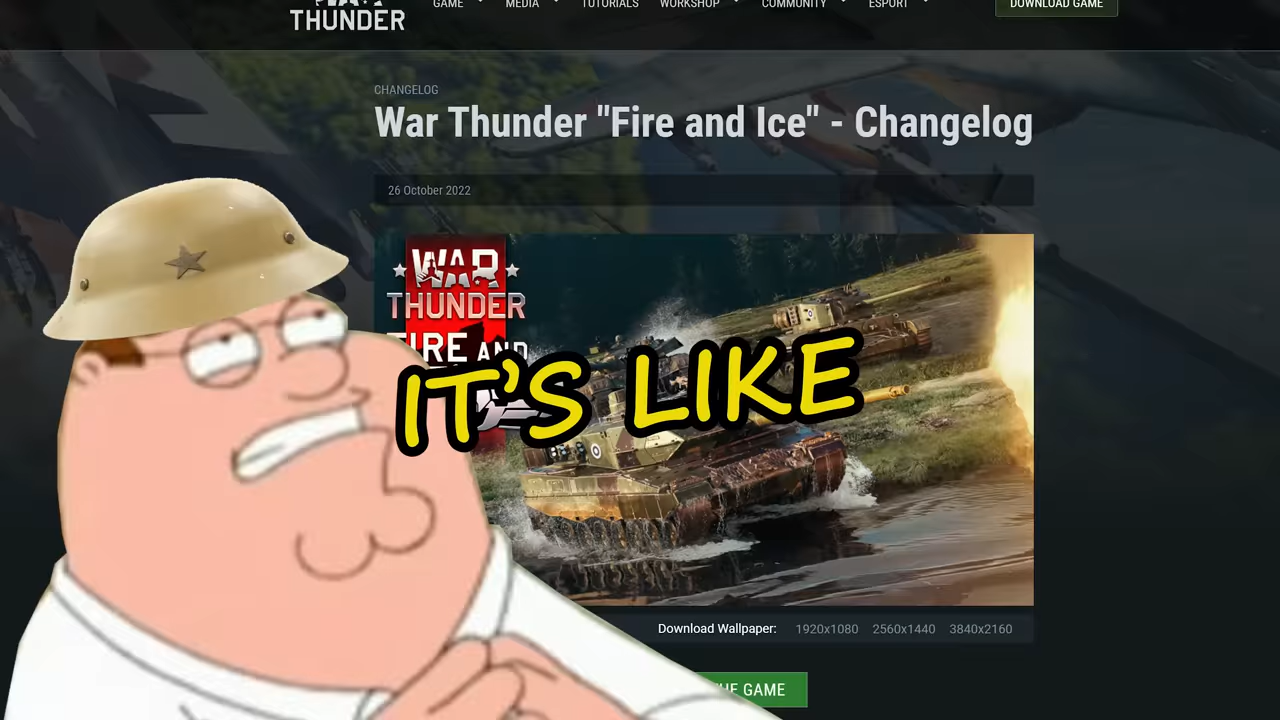 THUNDER
GAME
MEDIA
TUTORIALS
WORKSHOP
COMMUNITY
ESPORT
DOWNLOAD GAME
CHANGELOG
War Thunder "Fire and Ice" - Changelog
26 October 2022
WAR
THUNDER
FIRE AND
IT'S LIKE
Download Wallpaper: 1920x1080 2560x1440 3840x2160
THE GAME